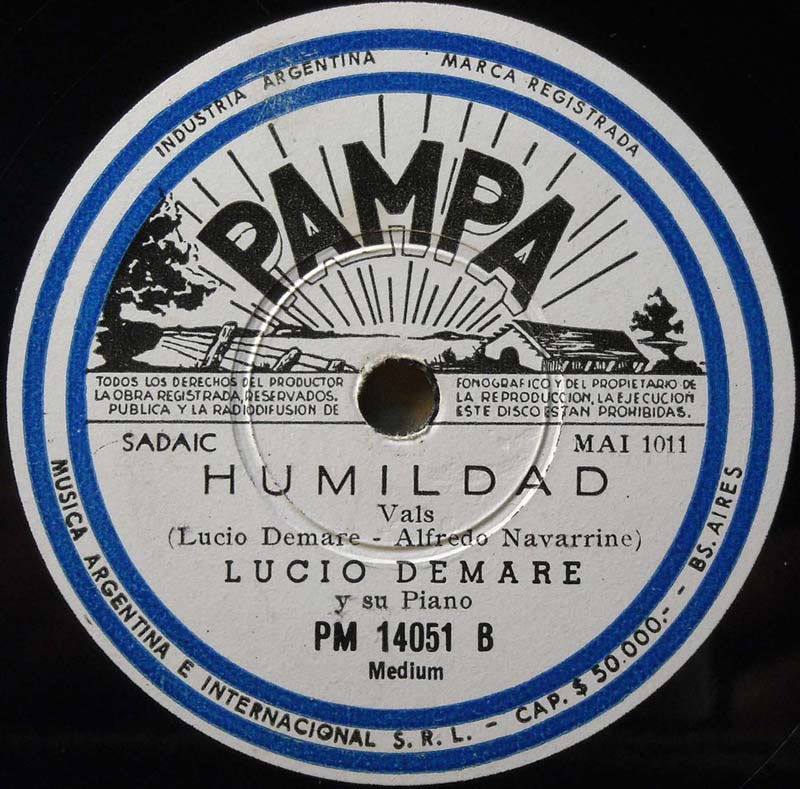 INDUSTRIA ARGENTINA MARCA REGISTRADA
PAMPA
TODOS LOS DERECHOS DEL PRODUCTOR FONOGRAFICO Y DEL PROPIETARIO DE
LA OBRA REGISTRADA, RESERVADOS. LA REPRODUCCION, LA EJECUCION
PUBLICA Y LA RADIODIFUSION DE ESTE DISCO ESTAN PROHIBIDAS.
SADAIC MAI 1011
HUMILDAD
Vals
(Lucio Demare - Alfredo Navarrine)
LUCIO DEMARE
y su Piano
PM 14051 B
Medium
MUSICA ARGENTINA E INTERNACIONAL S. R. L. - CAP. $ 50.000.- - BS. AIRES